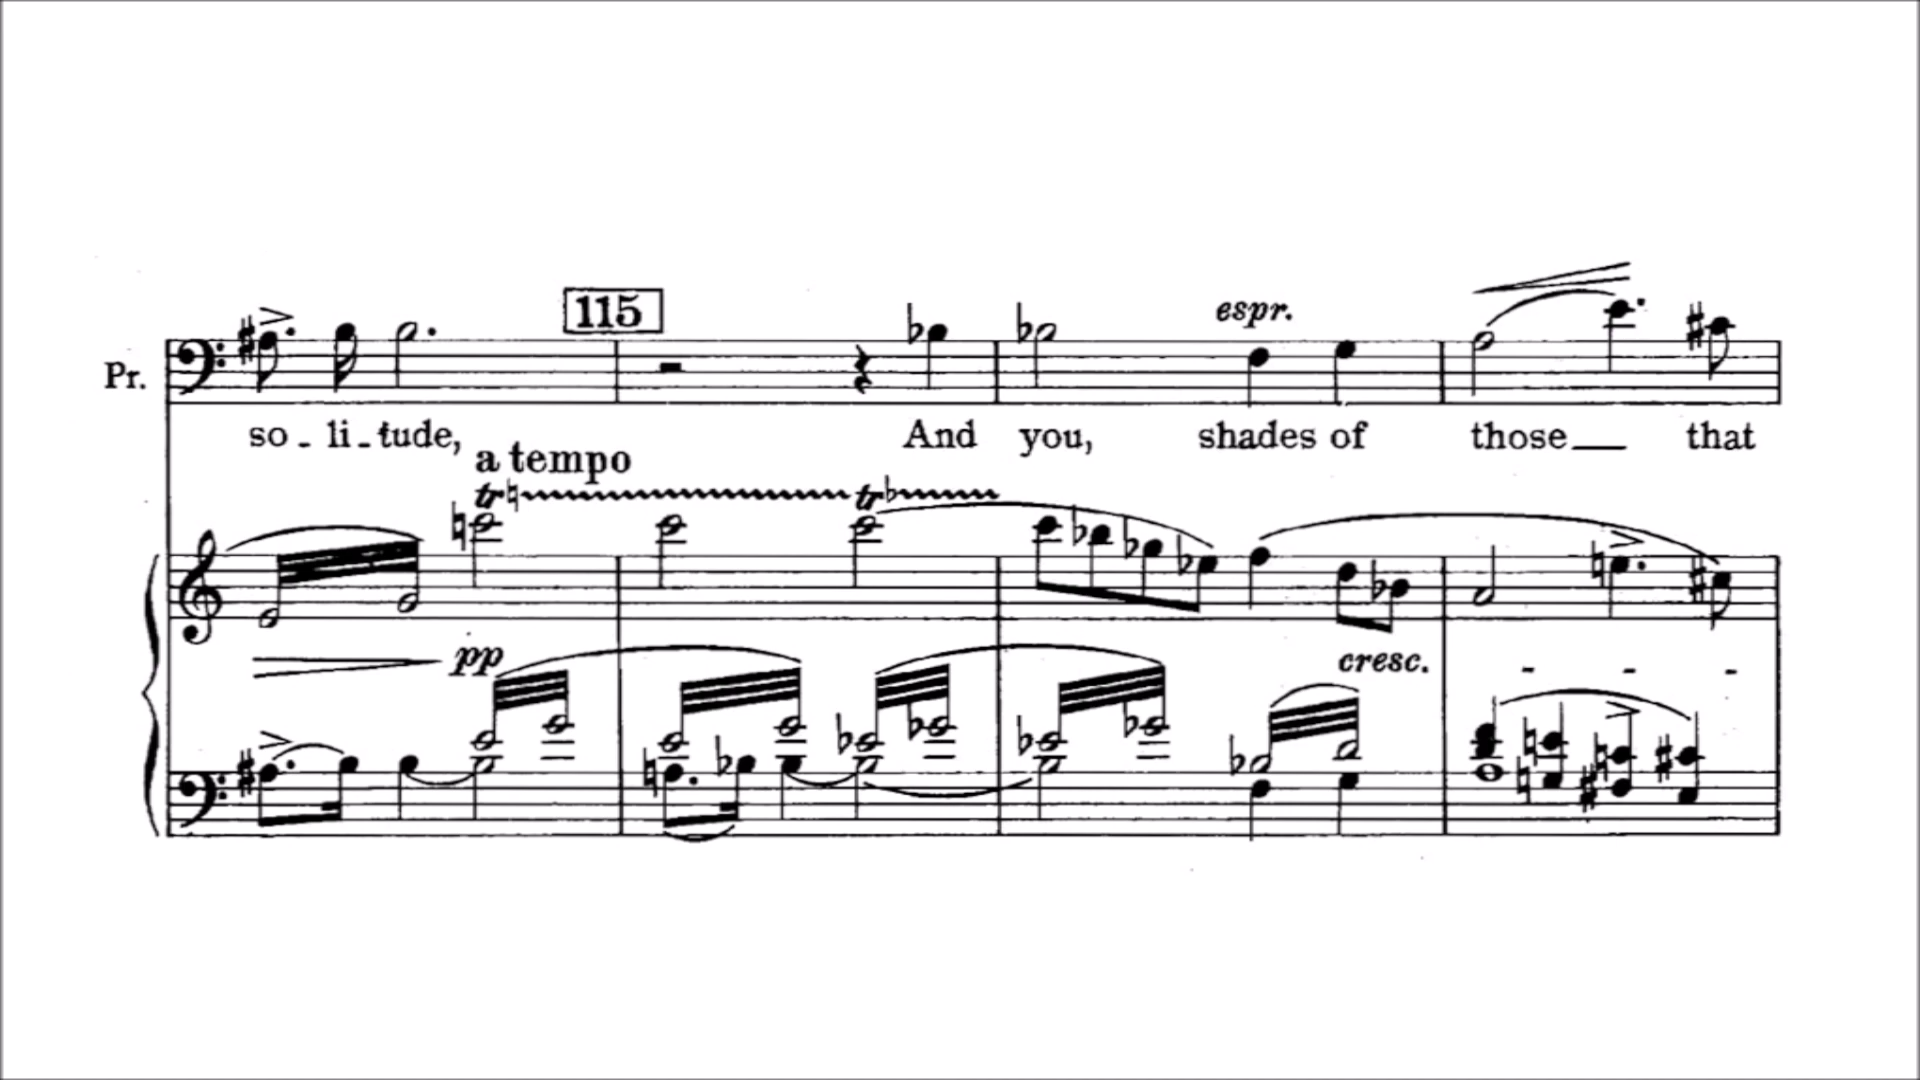 115
espr.
Pr.
so - li - tude, And you, shades of those that
a tempo
tr tr
pp cresc. - - -